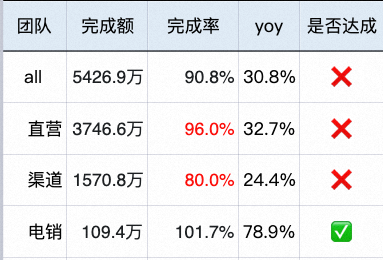 团队 完成额 完成率 yoy 是否达成
all 5426.9万 90.8% 30.8% ❌
直营 3746.6万 96.0% 32.7% ❌
渠道 1570.8万 80.0% 24.4% ❌
电销 109.4万 101.7% 78.9% ✅